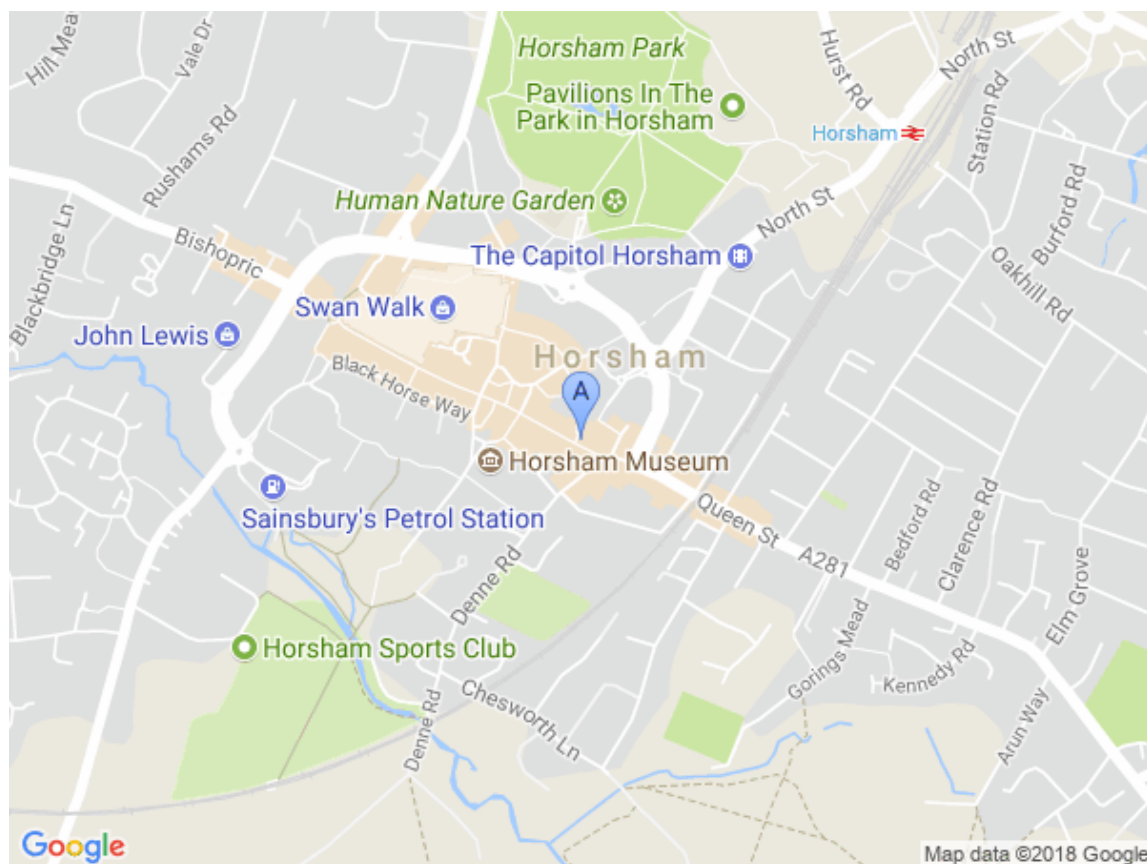 Hill Mea
Vale Dr
Rushams Rd
Horsham Park
Pavilions In The
Park in Horsham
Hurst Rd
North St
Horsham
Station Rd
Burford Rd
Blackbridge Ln
Bishopric
Human Nature Garden
North St
The Capitol Horsham
Oakhill Rd
Swan Walk
John Lewis
Horsham
Black Horse Way
A
Horsham Museum
Sainsbury's Petrol Station
Queen St
A281
Bedford Rd
Clarence Rd
Denne Rd
Elm Grove
Horsham Sports Club
Gorings Mead
Kennedy Rd
Denne Rd
Chesworth Ln
Arun Way
Google
Map data ©2018 Google